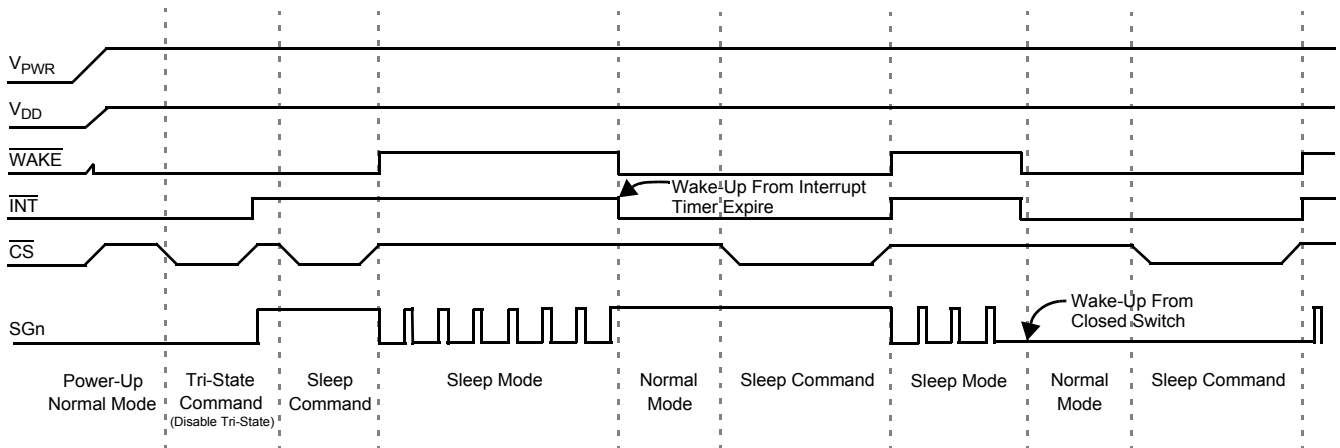 VPWR
VDD
WAKE
Wake-Up From Interrupt
INT
Timer Expire
CS
Wake-Up From
Closed Switch
SGn
Power-Up
Normal Mode
Tri-State
Command
(Disable Tri-State)
Sleep
Command
Sleep Mode
Normal
Mode
Sleep Command
Sleep Mode
Normal
Mode
Sleep Command